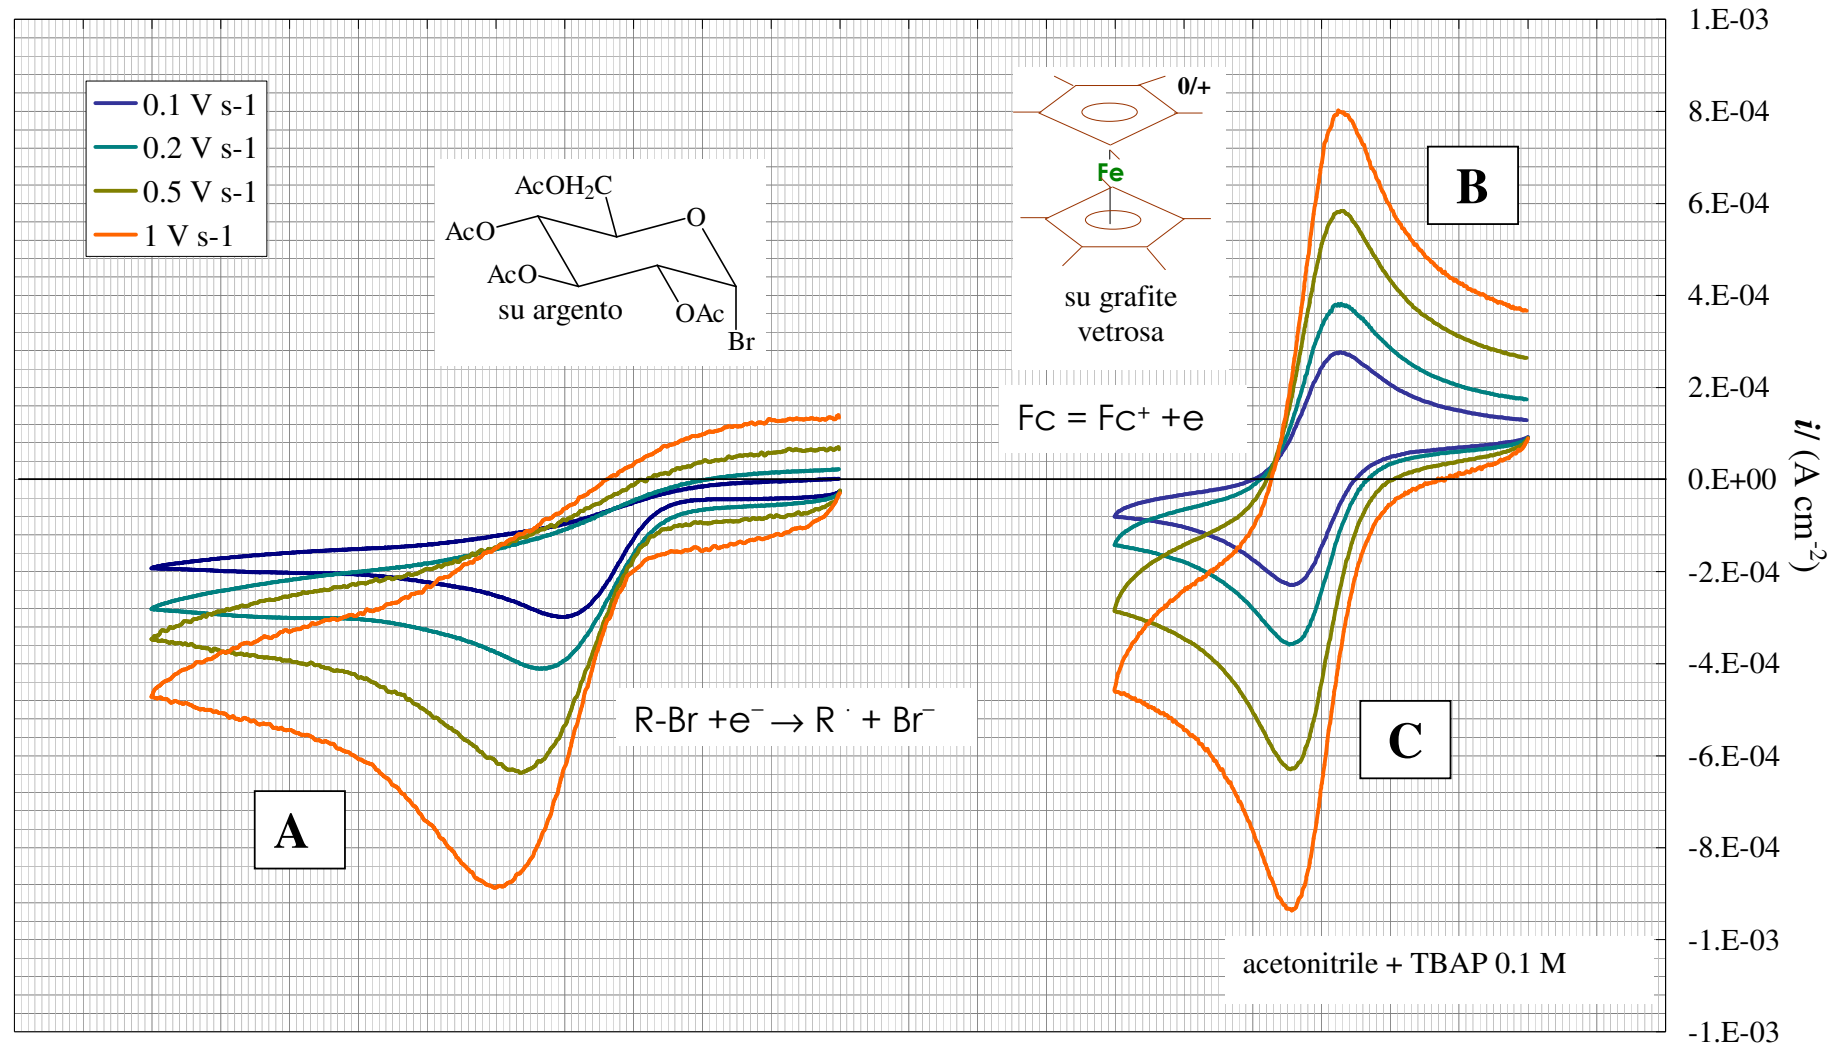 0.1 V s-1
0.2 V s-1
0.5 V s-1
1 V s-1
AcOH₂C
O
AcO
AcO
su argento
OAc
Br
0/+
Fe
su grafite
vetrosa
Fc = Fc⁺ +e
R-Br +e⁻ → R˙ + Br⁻
A
B
C
acetonitrile + TBAP 0.1 M
1.E-03
8.E-04
6.E-04
4.E-04
2.E-04
0.E+00
-2.E-04
-4.E-04
-6.E-04
-8.E-04
-1.E-03
-1.E-03
i/ (A cm⁻²)